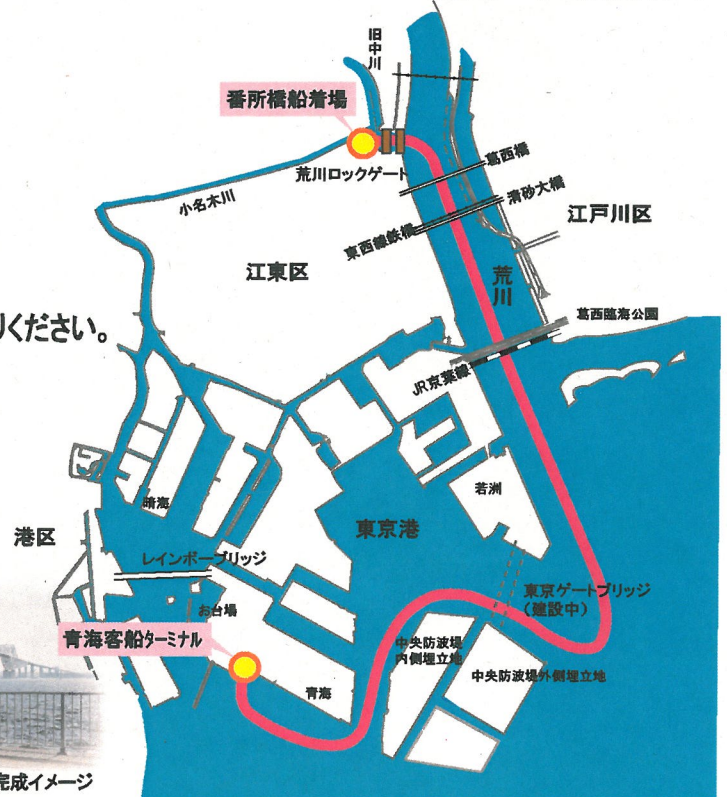 旧中川
番所橋船着場
荒川ロックゲート
小名木川
葛西橋
清砂大橋
東西線鉄橋
江戸川区
江東区
荒川
りください。
葛西臨海公園
JR京葉線
若洲
晴海
東京港
港区
レインボーブリッジ
東京ゲートブリッジ
(建設中)
お台場
青海客船ターミナル
中央防波堤
内側埋立地
中央防波堤外側埋立地
青海
完成イメージ